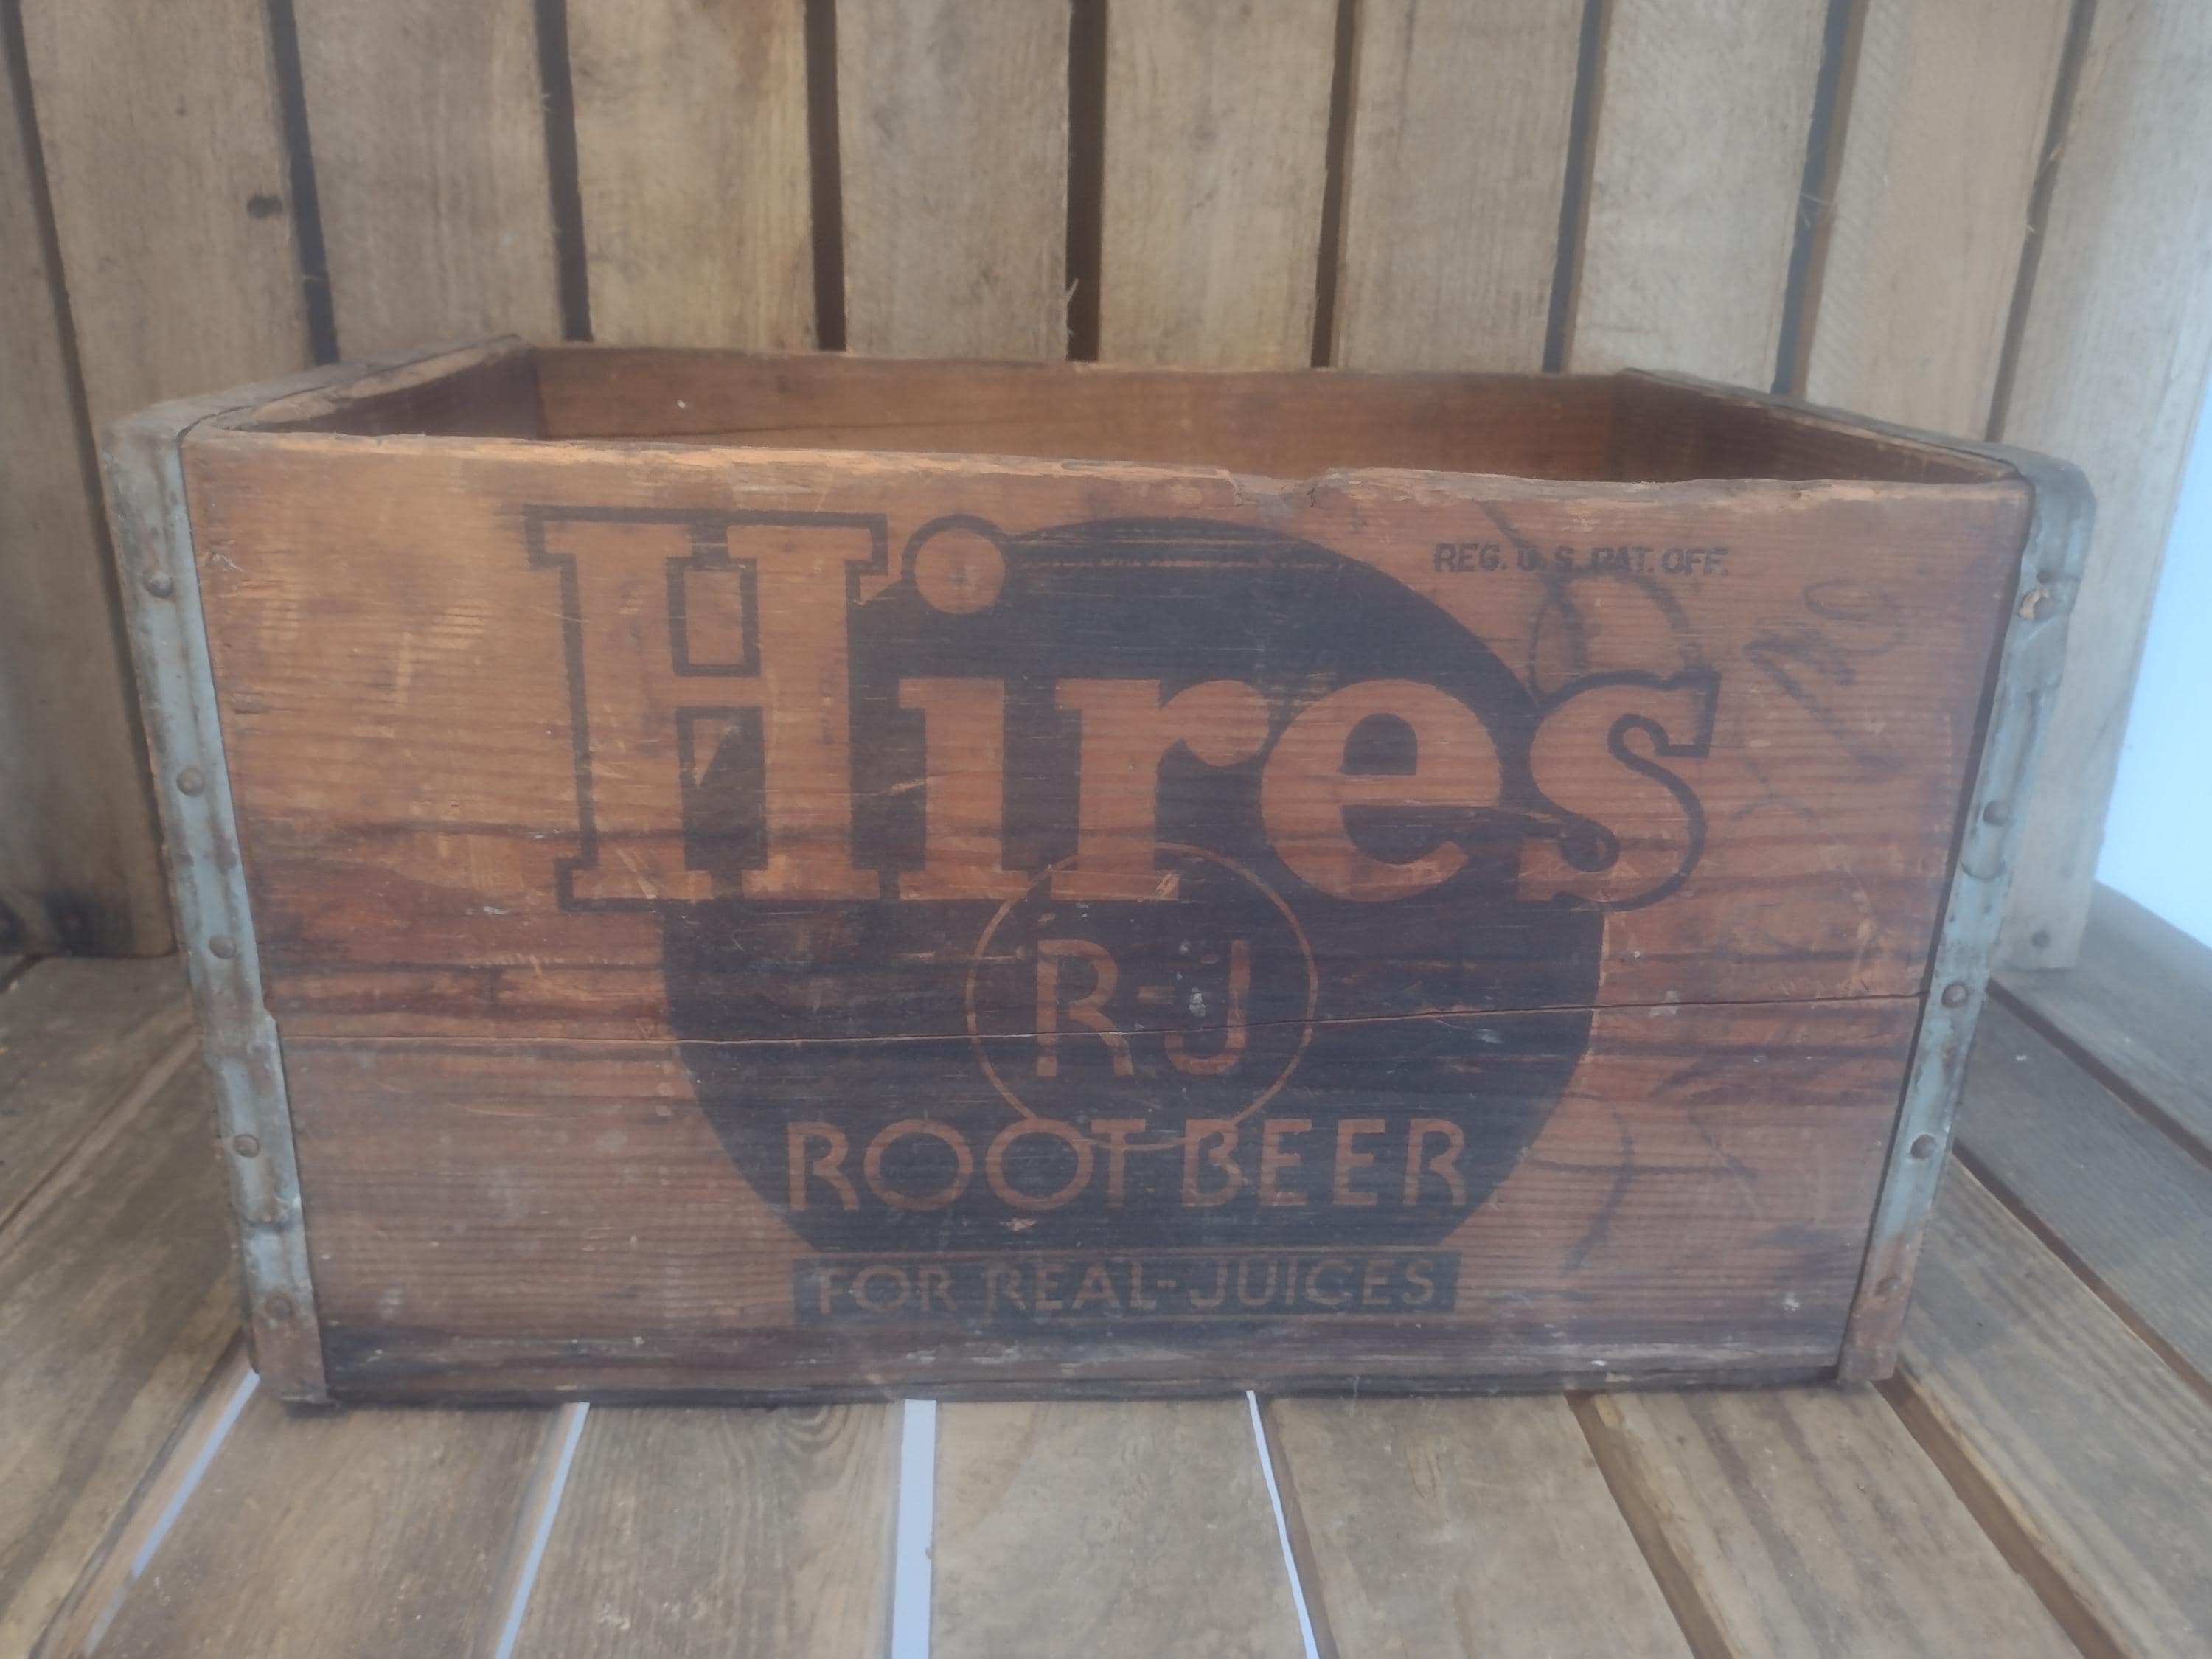 Hires
REG. U.S. PAT. OFF.
R-J
ROOT BEER
FOR REAL-JUICES